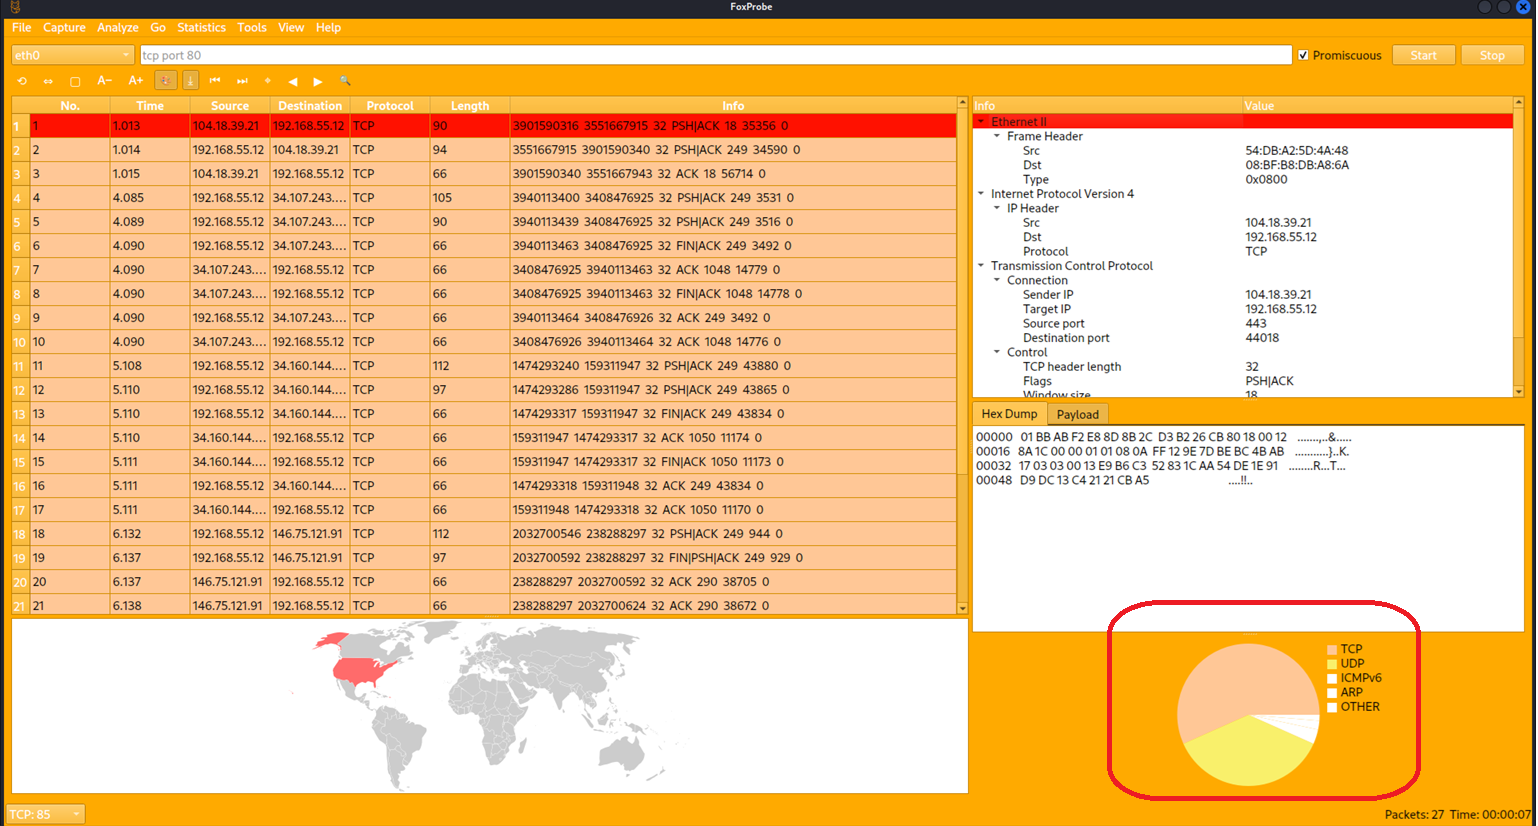 FoxProbe
File Capture Analyze Go Statistics Tools View Help
eth0 tcp port 80 Promiscuous Start Stop
A− A+
No. Time Source Destination Protocol Length Info
1 1 1.013 104.18.39.21 192.168.55.12 TCP 90 3901590316 3551667915 32 PSH|ACK 18 35356 0
2 2 1.014 192.168.55.12 104.18.39.21 TCP 94 3551667915 3901590340 32 PSH|ACK 249 34590 0
3 3 1.015 104.18.39.21 192.168.55.12 TCP 66 3901590340 3551667943 32 ACK 18 56714 0
4 4 4.085 192.168.55.12 34.107.243.... TCP 105 3940113400 3408476925 32 PSH|ACK 249 3531 0
5 5 4.089 192.168.55.12 34.107.243.... TCP 90 3940113439 3408476925 32 PSH|ACK 249 3516 0
6 6 4.090 192.168.55.12 34.107.243.... TCP 66 3940113463 3408476925 32 FIN|ACK 249 3492 0
7 7 4.090 34.107.243.... 192.168.55.12 TCP 66 3408476925 3940113463 32 ACK 1048 14779 0
8 8 4.090 34.107.243.... 192.168.55.12 TCP 66 3408476925 3940113463 32 FIN|ACK 1048 14778 0
9 9 4.090 192.168.55.12 34.107.243.... TCP 66 3940113464 3408476926 32 ACK 249 3492 0
10 10 4.090 34.107.243.... 192.168.55.12 TCP 66 3408476926 3940113464 32 ACK 1048 14776 0
11 11 5.108 192.168.55.12 34.160.144.... TCP 112 1474293240 159311947 32 PSH|ACK 249 43880 0
12 12 5.110 192.168.55.12 34.160.144.... TCP 97 1474293286 159311947 32 PSH|ACK 249 43865 0
13 13 5.110 192.168.55.12 34.160.144.... TCP 66 1474293317 159311947 32 FIN|ACK 249 43834 0
14 14 5.110 34.160.144.... 192.168.55.12 TCP 66 159311947 1474293317 32 ACK 1050 11174 0
15 15 5.111 34.160.144.... 192.168.55.12 TCP 66 159311947 1474293317 32 FIN|ACK 1050 11173 0
16 16 5.111 192.168.55.12 34.160.144.... TCP 66 1474293318 159311948 32 ACK 249 43834 0
17 17 5.111 34.160.144.... 192.168.55.12 TCP 66 159311948 1474293318 32 ACK 1050 11170 0
18 18 6.132 192.168.55.12 146.75.121.91 TCP 112 2032700546 238288297 32 PSH|ACK 249 944 0
19 19 6.137 192.168.55.12 146.75.121.91 TCP 97 2032700592 238288297 32 FIN|PSH|ACK 249 929 0
20 20 6.137 146.75.121.91 192.168.55.12 TCP 66 238288297 2032700592 32 ACK 290 38705 0
21 21 6.138 146.75.121.91 192.168.55.12 TCP 66 238288297 2032700624 32 ACK 290 38672 0
Info Value
Ethernet II
Frame Header
Src 54:DB:A2:5D:4A:48
Dst 08:BF:B8:DB:A8:6A
Type 0x0800
Internet Protocol Version 4
IP Header
Src 104.18.39.21
Dst 192.168.55.12
Protocol TCP
Transmission Control Protocol
Connection
Sender IP 104.18.39.21
Target IP 192.168.55.12
Source port 443
Destination port 44018
Control
TCP header length 32
Flags PSH|ACK
Window size 18
Hex Dump Payload
00000 01 BB AB F2 E8 8D 8B 2C D3 B2 26 CB 80 18 00 12 .......,..&.....
00016 8A 1C 00 00 01 01 08 0A FF 12 9E 7D BE BC 4B AB ...........}..K.
00032 17 03 03 00 13 E9 B6 C3 52 83 1C AA 54 DE 1E 91 ........R...T...
00048 D9 DC 13 C4 21 21 CB A5 ....!!..
TCP
UDP
ICMPv6
ARP
OTHER
TCP: 85
Packets: 27 Time: 00:00:07